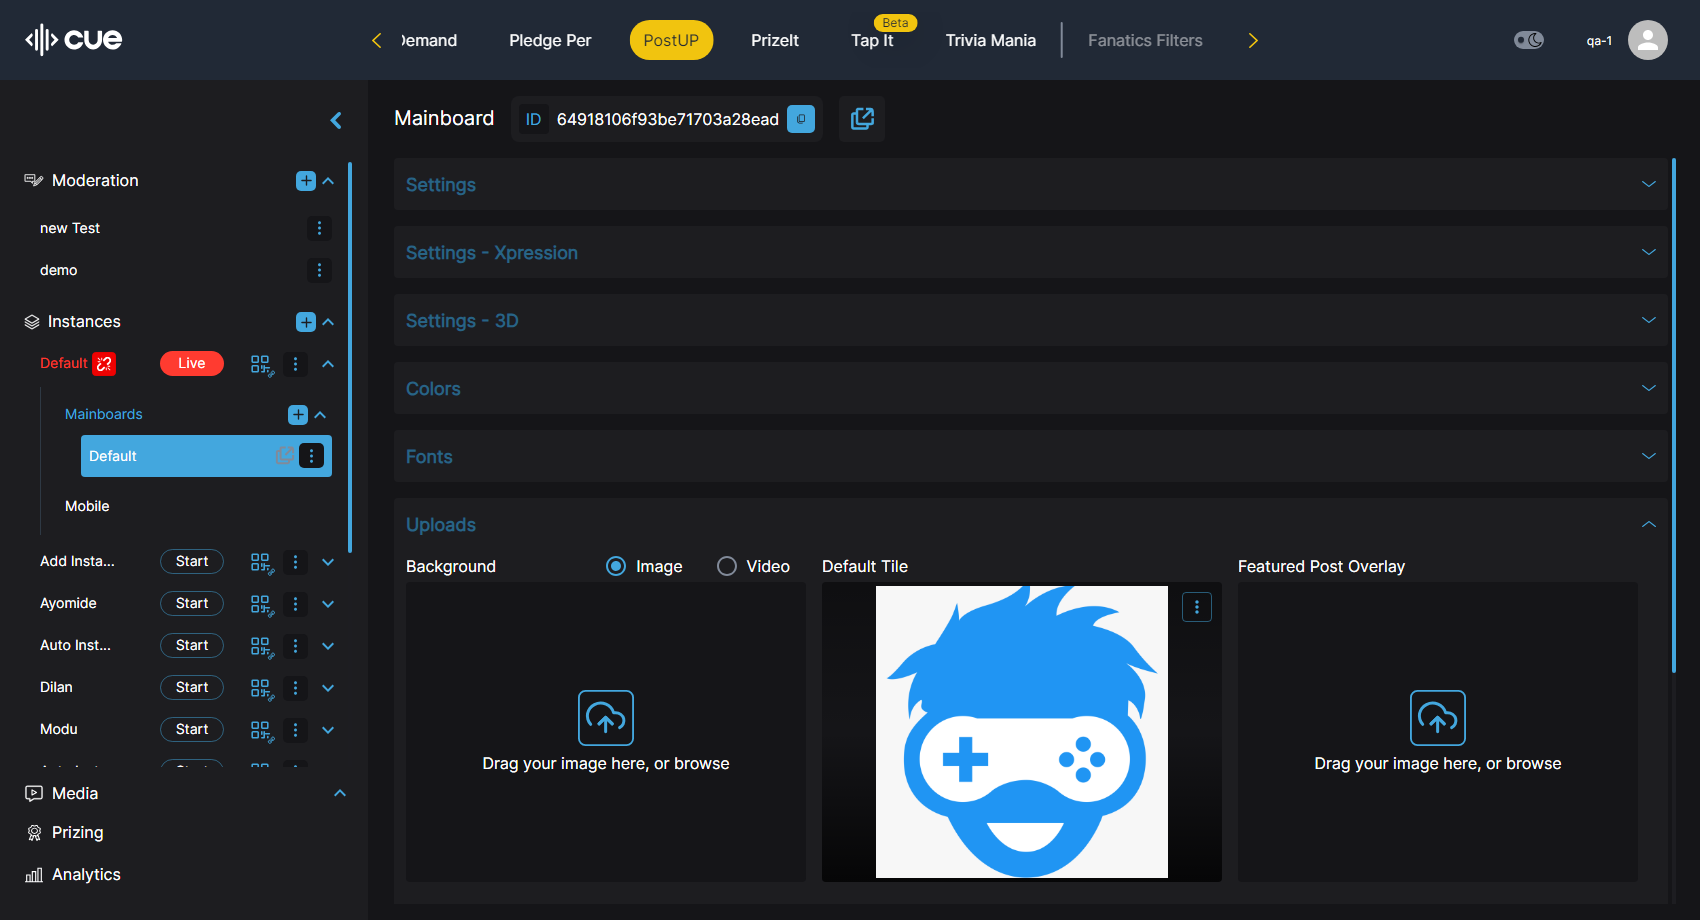 cue
Demand
Pledge Per
PostUP
PrizeIt
Tap It
Beta
Trivia Mania
Fanatics Filters
qa-1
Moderation
new Test
demo
Instances
Default
Live
Mainboards
Default
Mobile
Add Insta...
Start
Ayomide
Start
Auto Inst...
Start
Dilan
Start
Modu
Start
Media
Prizing
Analytics
Mainboard
ID 64918106f93be71703a28ead
Settings
Settings - Xpression
Settings - 3D
Colors
Fonts
Uploads
Background
Image
Video
Default Tile
Featured Post Overlay
Drag your image here, or browse
Drag your image here, or browse